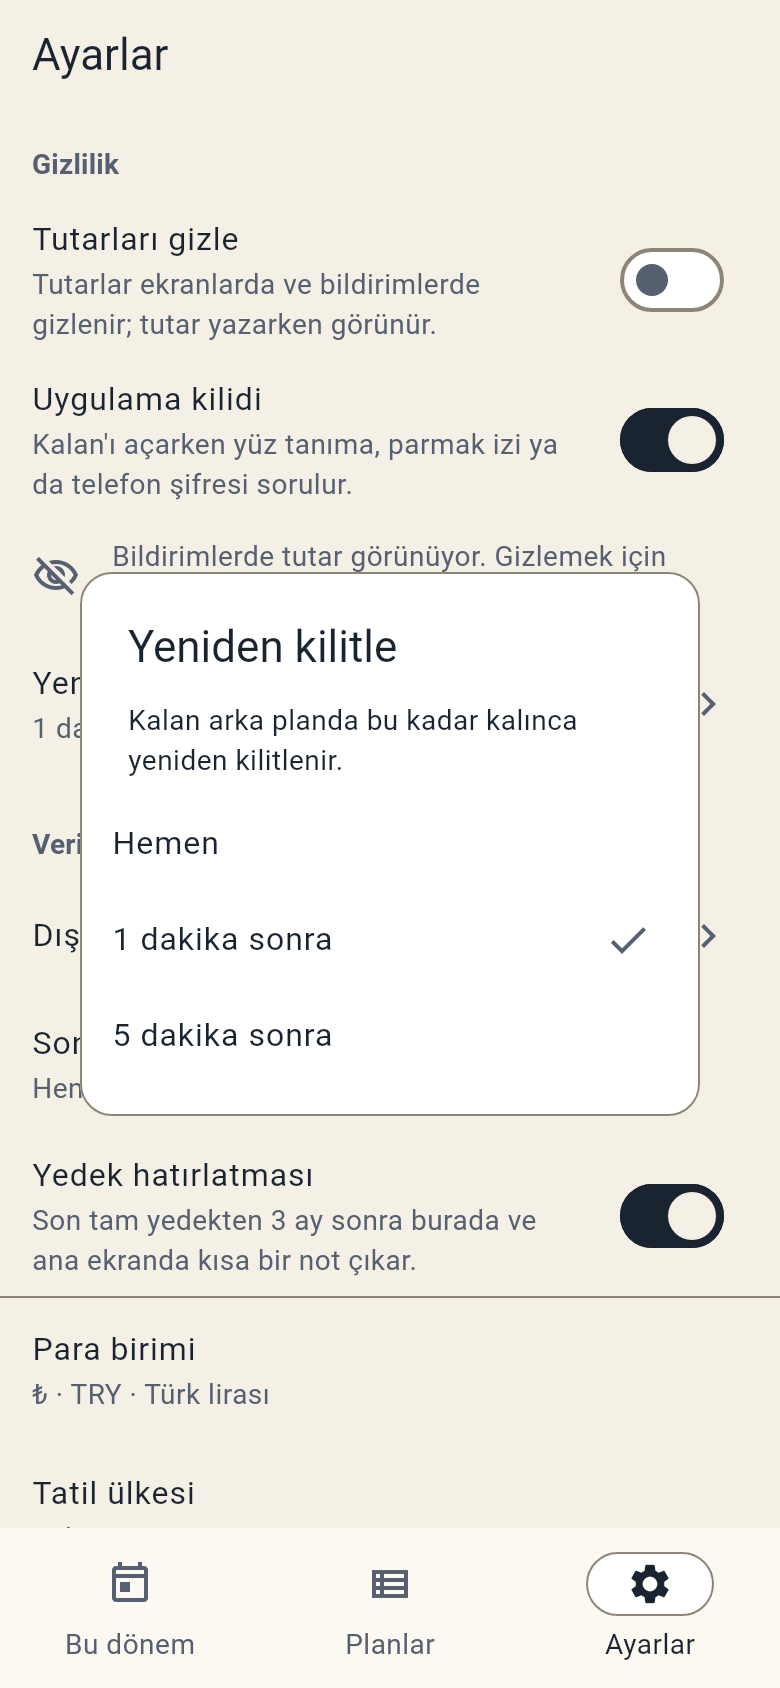 Ayarlar
Gizlilik
Tutarları gizle
Tutarlar ekranlarda ve bildirimlerde
gizlenir; tutar yazarken görünür.
Uygulama kilidi
Kalan'ı açarken yüz tanıma, parmak izi ya
da telefon şifresi sorulur.
Bildirimlerde tutar görünüyor. Gizlemek için
Yeniden kilitle
Kalan arka planda bu kadar kalınca
yeniden kilitlenir.
Hemen
1 dakika sonra
5 dakika sonra
Yedek hatırlatması
Son tam yedekten 3 ay sonra burada ve
ana ekranda kısa bir not çıkar.
Para birimi
₺ · TRY · Türk lirası
Tatil ülkesi
Bu dönem
Planlar
Ayarlar